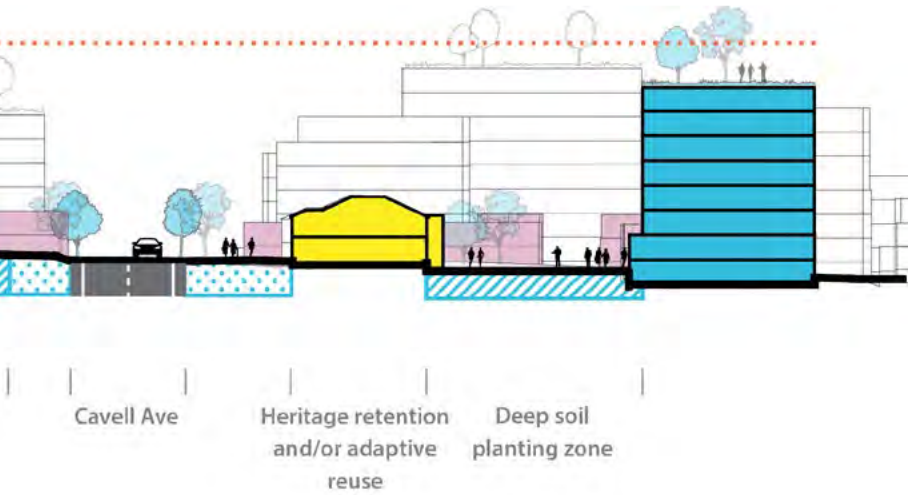 Cavell Ave
Heritage retention
and/or adaptive
reuse
Deep soil
planting zone